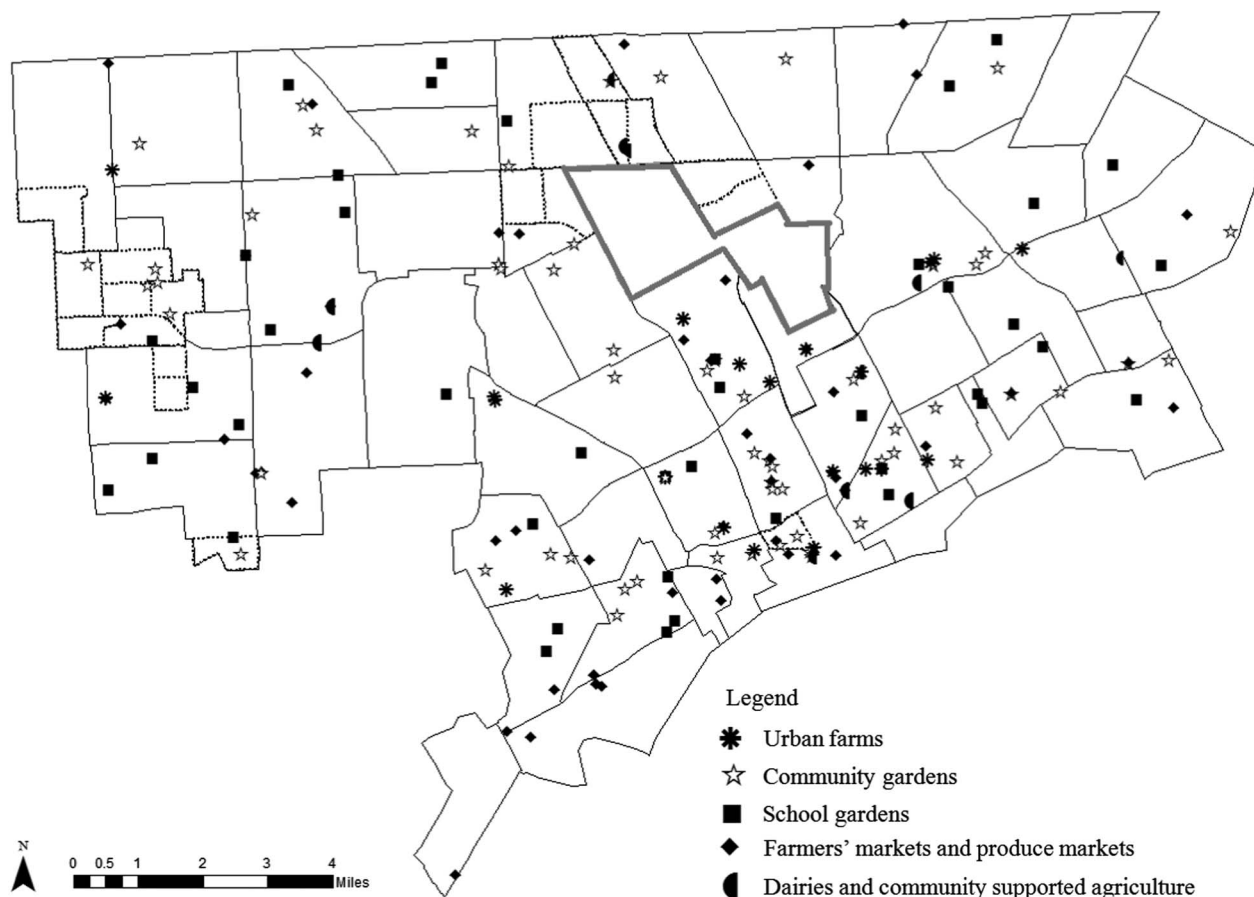 Legend
Urban farms
Community gardens
School gardens
Farmers’ markets and produce markets
Dairies and community supported agriculture
N
0 0.5 1 2 3 4
Miles